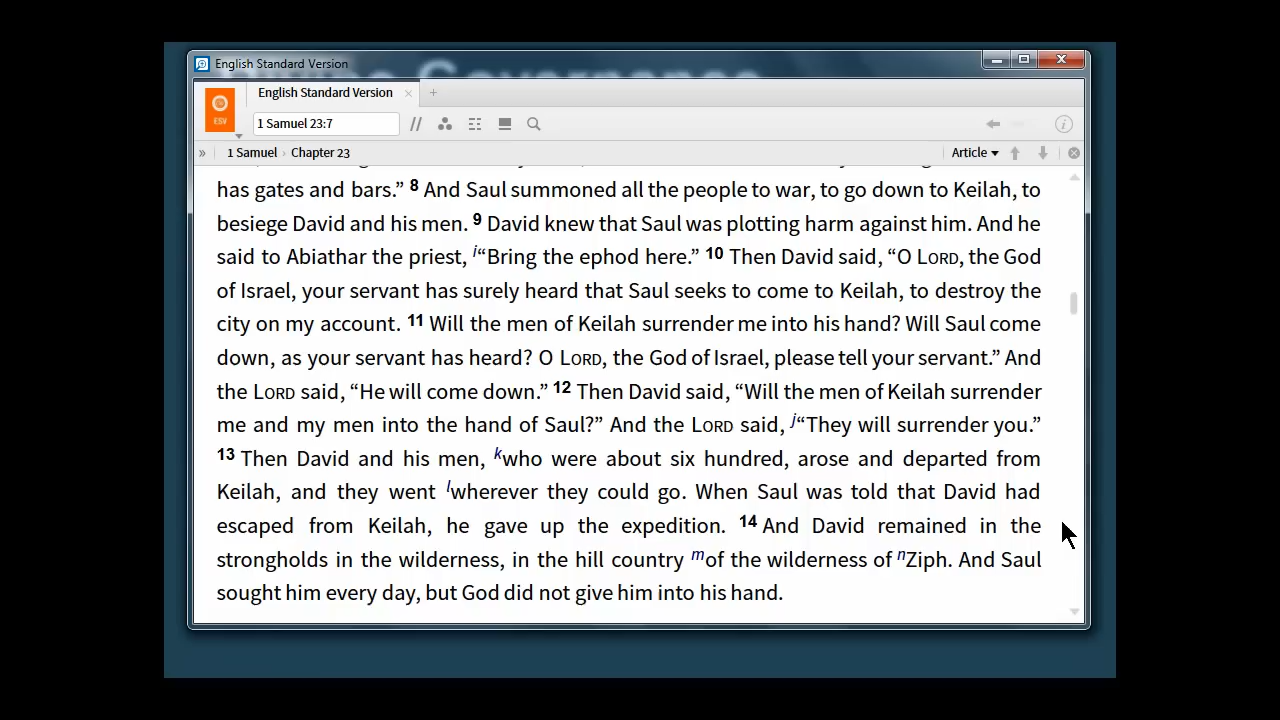 English Standard Version
English Standard Version
ESV
1 Samuel 23:7
1 Samuel › Chapter 23
Article
has gates and bars.” 8 And Saul summoned all the people to war, to go down to Keilah, to
besiege David and his men. 9 David knew that Saul was plotting harm against him. And he
said to Abiathar the priest, i“Bring the ephod here.” 10 Then David said, “O LORD, the God
of Israel, your servant has surely heard that Saul seeks to come to Keilah, to destroy the
city on my account. 11 Will the men of Keilah surrender me into his hand? Will Saul come
down, as your servant has heard? O LORD, the God of Israel, please tell your servant.” And
the LORD said, “He will come down.” 12 Then David said, “Will the men of Keilah surrender
me and my men into the hand of Saul?” And the LORD said, j“They will surrender you.”
13 Then David and his men, kwho were about six hundred, arose and departed from
Keilah, and they went lwherever they could go. When Saul was told that David had
escaped from Keilah, he gave up the expedition. 14 And David remained in the
strongholds in the wilderness, in the hill country mof the wilderness of nZiph. And Saul
sought him every day, but God did not give him into his hand.